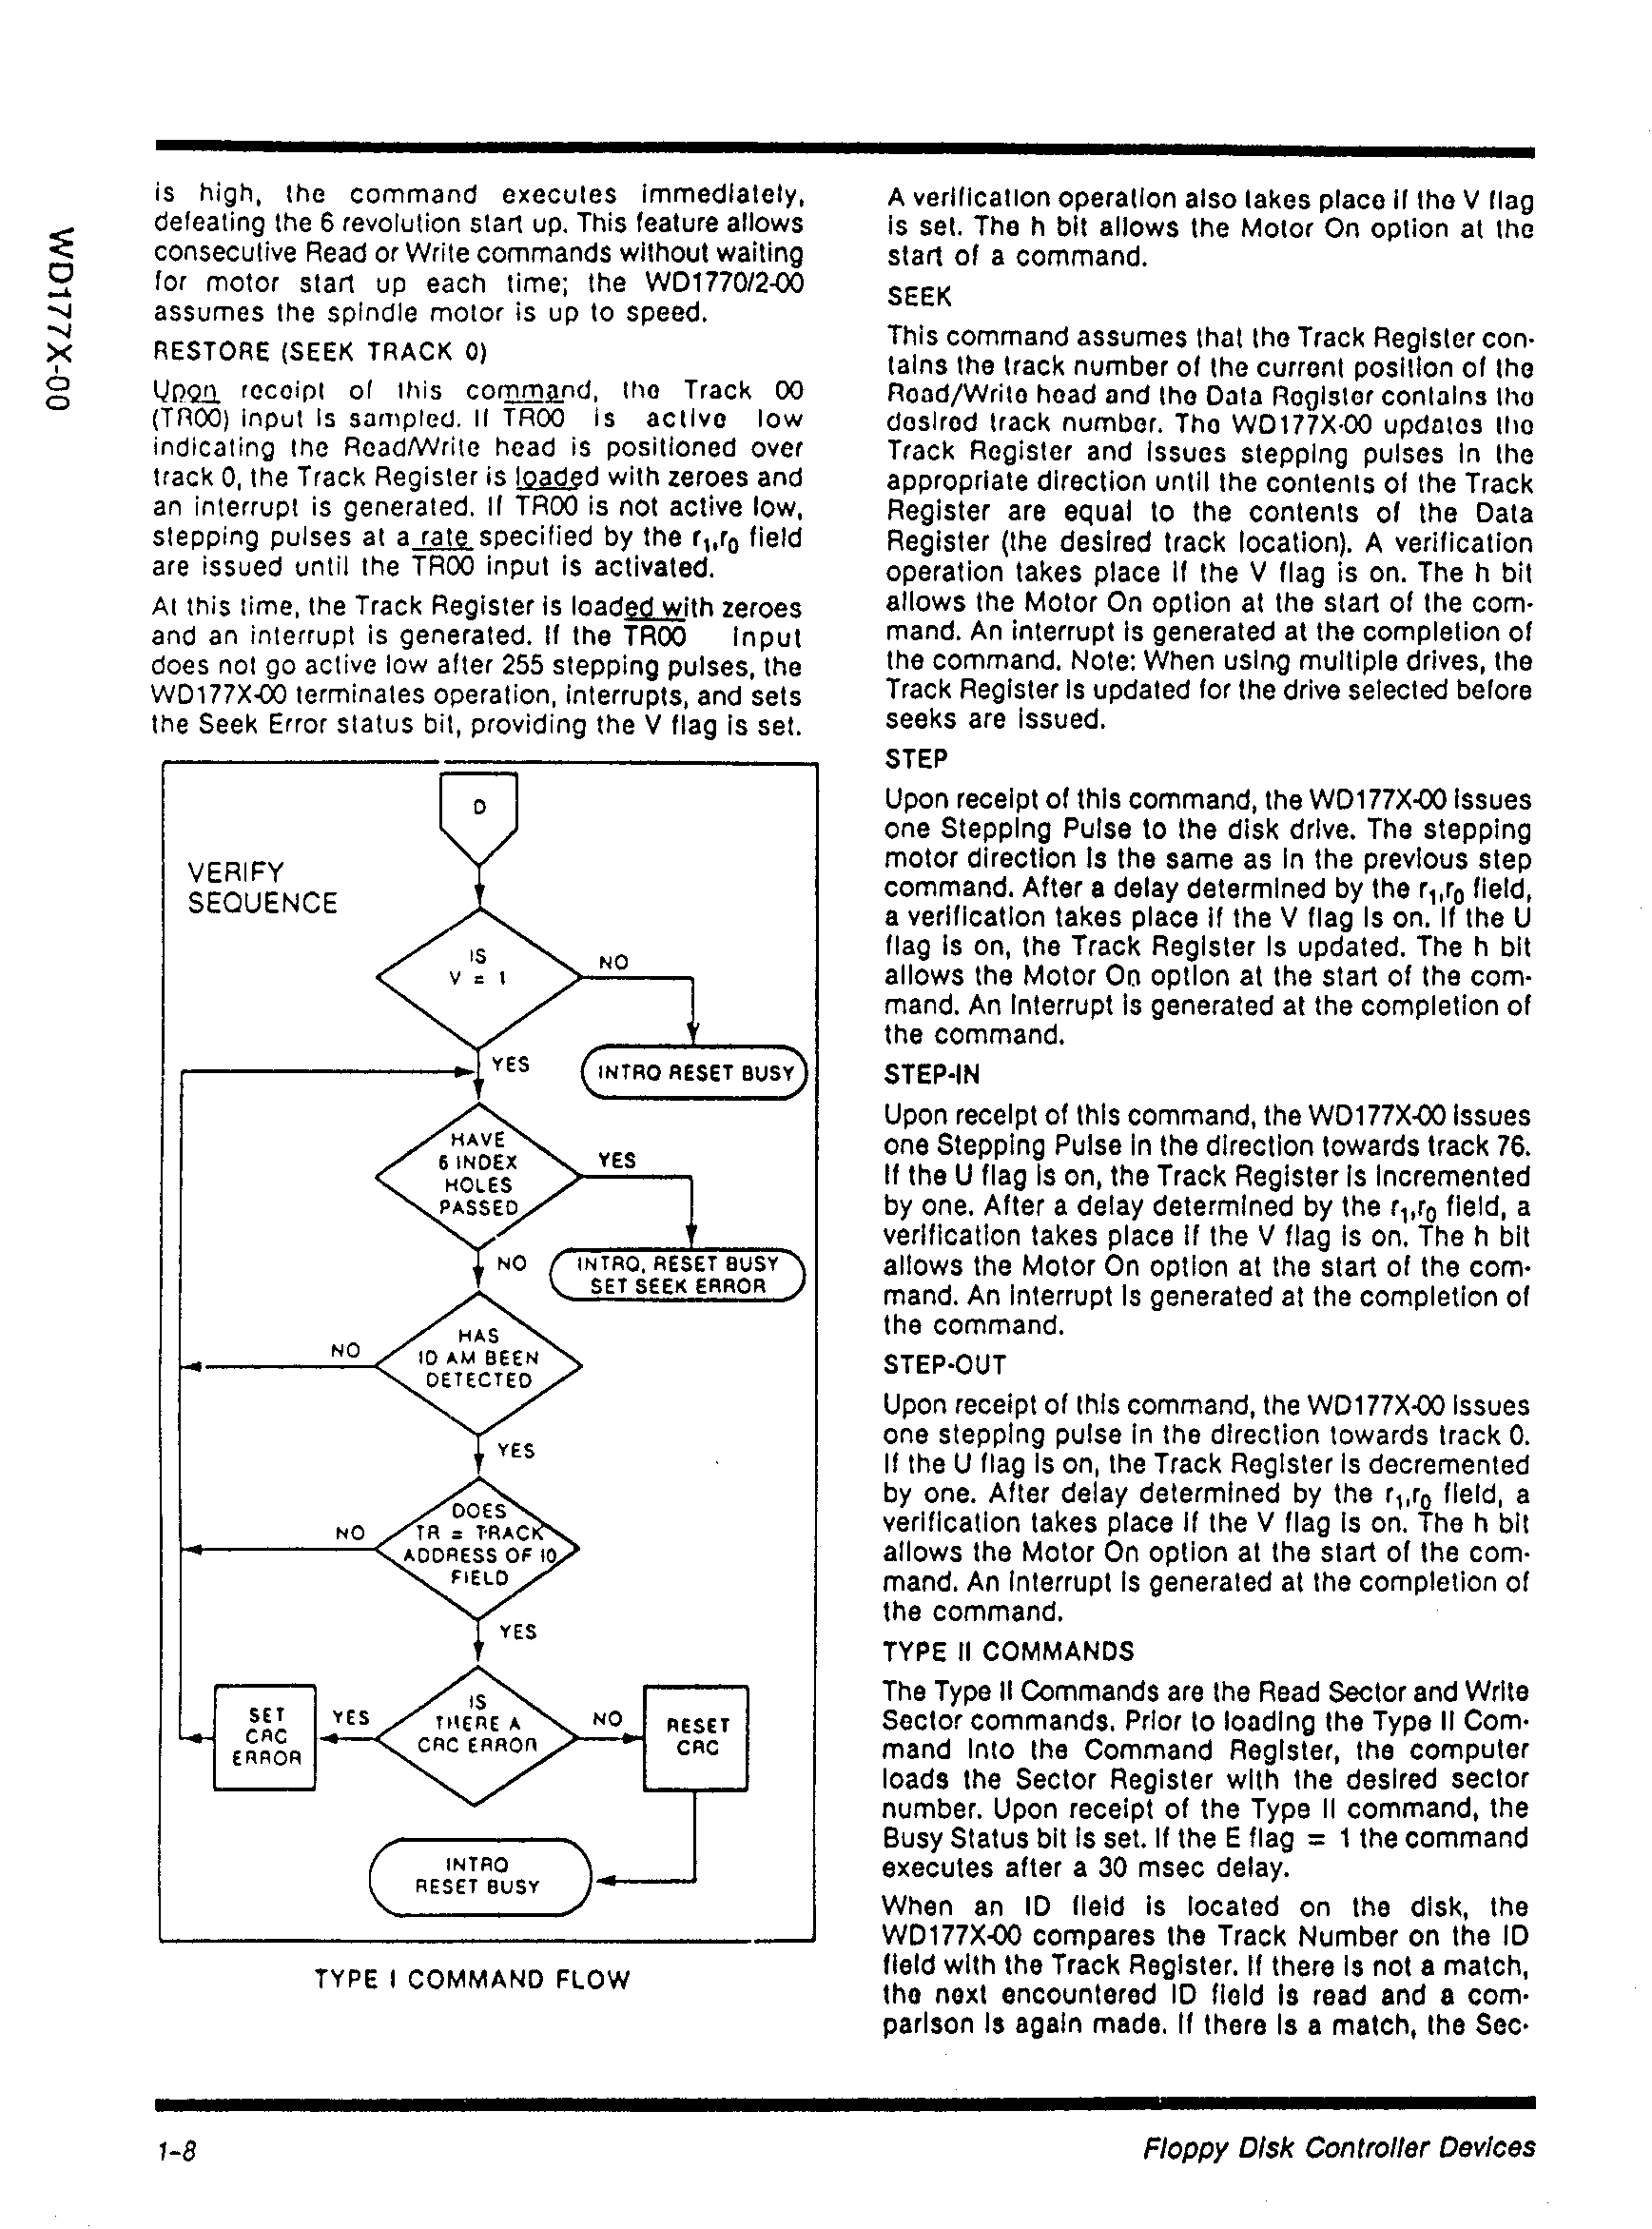 WD177X-00
is high, the command executes immediately,
defeating the 6 revolution start up. This feature allows
consecutive Read or Write commands without waiting
for motor start up each time; the WD1770/2-00
assumes the spindle motor is up to speed.
RESTORE (SEEK TRACK 0)
Upon receipt of this command, the Track 00
(TR00) input is sampled. If TR00 is active low
indicating the Read/Write head is positioned over
track 0, the Track Register is loaded with zeroes and
an interrupt is generated. If TR00 is not active low,
stepping pulses at a rate specified by the r1,r0 field
are issued until the TR00 input is activated.
At this time, the Track Register is loaded with zeroes
and an interrupt is generated. If the TR00 input
does not go active low after 255 stepping pulses, the
WD177X-00 terminates operation, interrupts, and sets
the Seek Error status bit, providing the V flag is set.
D
VERIFY
SEQUENCE
IS
V = 1
NO
YES
INTRQ RESET BUSY
HAVE
6 INDEX
HOLES
PASSED
YES
NO
INTRQ, RESET BUSY
SET SEEK ERROR
HAS
ID AM BEEN
DETECTED
NO
YES
DOES
TR = TRACK
ADDRESS OF ID
FIELD
NO
YES
IS
THERE A
CRC ERROR
YES
NO
SET
CRC
ERROR
RESET
CRC
INTRQ
RESET BUSY
TYPE I COMMAND FLOW
A verification operation also takes place if the V flag
is set. The h bit allows the Motor On option at the
start of a command.
SEEK
This command assumes that the Track Register con-
tains the track number of the current position of the
Read/Write head and the Data Register contains the
desired track number. The WD177X-00 updates the
Track Register and issues stepping pulses in the
appropriate direction until the contents of the Track
Register are equal to the contents of the Data
Register (the desired track location). A verification
operation takes place if the V flag is on. The h bit
allows the Motor On option at the start of the com-
mand. An interrupt is generated at the completion of
the command. Note: When using multiple drives, the
Track Register is updated for the drive selected before
seeks are issued.
STEP
Upon receipt of this command, the WD177X-00 issues
one Stepping Pulse to the disk drive. The stepping
motor direction is the same as in the previous step
command. After a delay determined by the r1,r0 field,
a verification takes place if the V flag is on. If the U
flag is on, the Track Register is updated. The h bit
allows the Motor On option at the start of the com-
mand. An interrupt is generated at the completion of
the command.
STEP-IN
Upon receipt of this command, the WD177X-00 issues
one Stepping Pulse in the direction towards track 76.
If the U flag is on, the Track Register is incremented
by one. After a delay determined by the r1,r0 field, a
verification takes place if the V flag is on. The h bit
allows the Motor On option at the start of the com-
mand. An interrupt is generated at the completion of
the command.
STEP-OUT
Upon receipt of this command, the WD177X-00 issues
one stepping pulse in the direction towards track 0.
If the U flag is on, the Track Register is decremented
by one. After delay determined by the r1,r0 field, a
verification takes place if the V flag is on. The h bit
allows the Motor On option at the start of the com-
mand. An interrupt is generated at the completion of
the command.
TYPE II COMMANDS
The Type II Commands are the Read Sector and Write
Sector commands. Prior to loading the Type II Com-
mand into the Command Register, the computer
loads the Sector Register with the desired sector
number. Upon receipt of the Type II command, the
Busy Status bit is set. If the E flag = 1 the command
executes after a 30 msec delay.
When an ID field is located on the disk, the
WD177X-00 compares the Track Number on the ID
field with the Track Register. If there is not a match,
the next encountered ID field is read and a com-
parison is again made. If there is a match, the Sec-
1-8
Floppy Disk Controller Devices